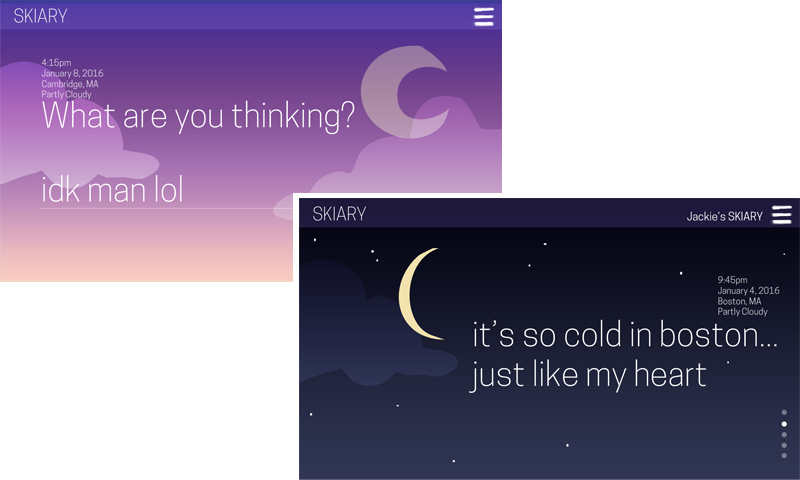 SKIARY
4:15pm
January 8, 2016
Cambridge, MA
Partly Cloudy
What are you thinking?
idk man lol
SKIARY
Jackie's SKIARY
9:45pm
January 4, 2016
Boston, MA
Partly Cloudy
it's so cold in boston...
just like my heart